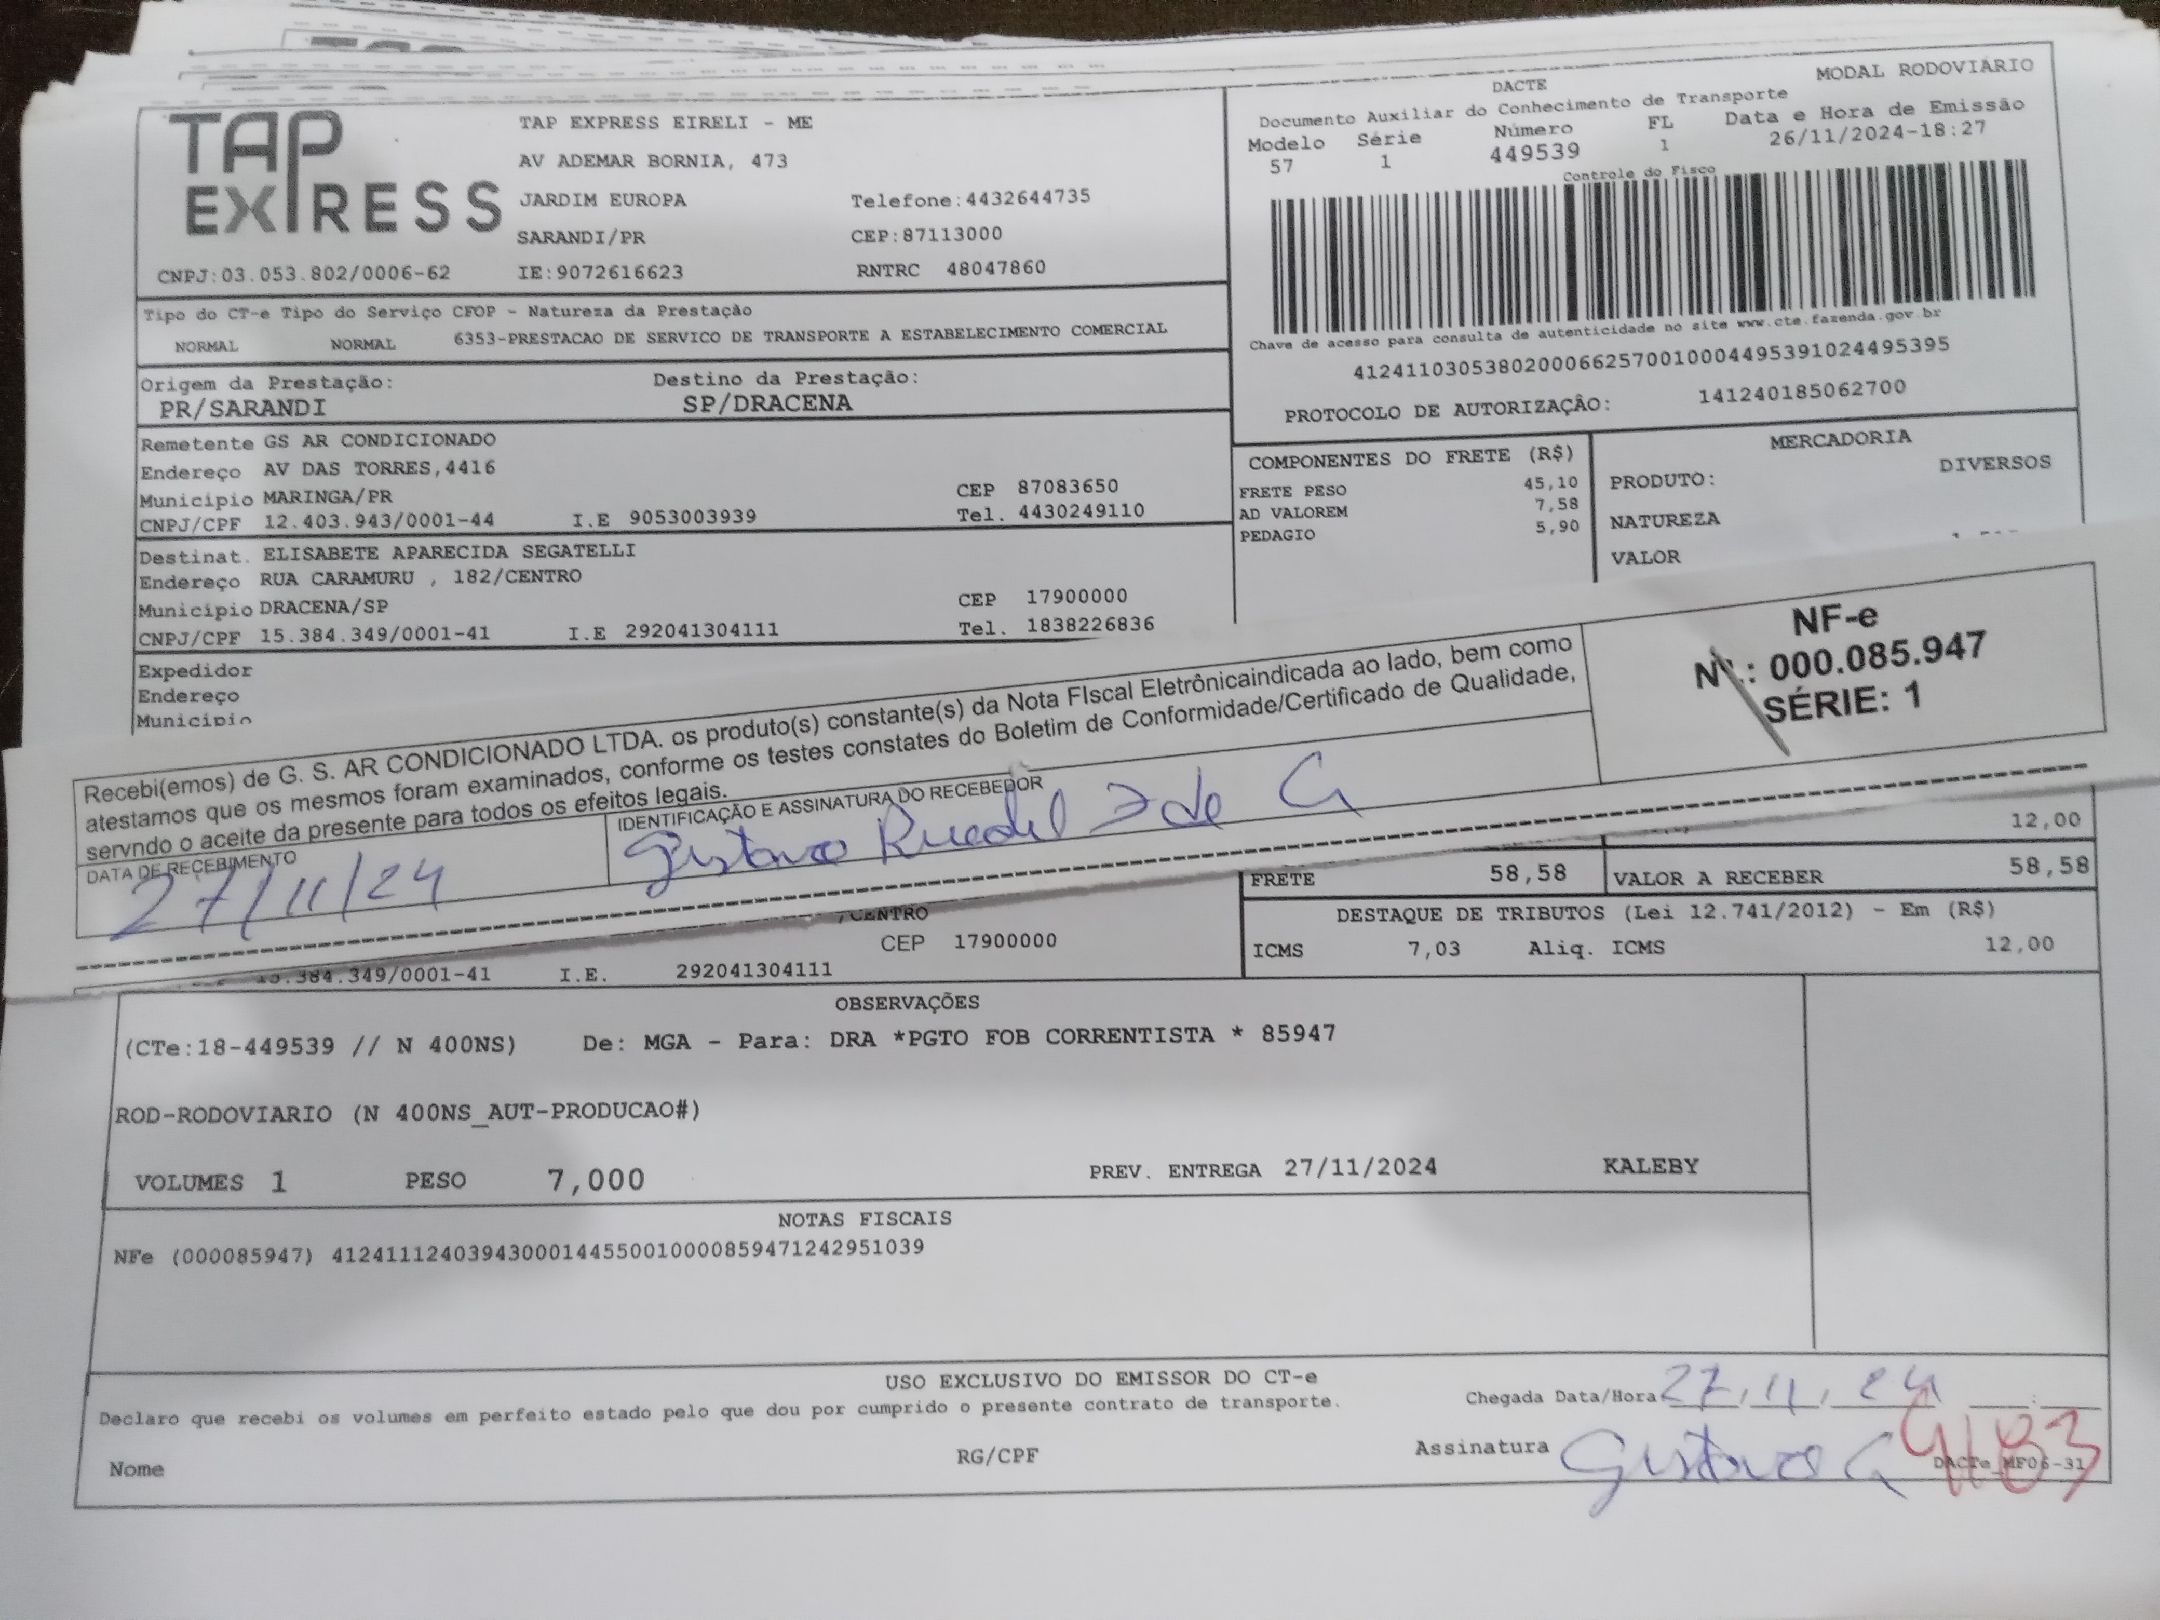 TAP EXPRESS
TAP EXPRESS EIRELI - ME
AV ADEMAR BORNIA, 473
JARDIM EUROPA Telefone:4432644735
SARANDI/PR CEP:87113000
CNPJ:03.053.802/0006-62 IE:9072616623 RNTRC 48047860
DACTE MODAL RODOVIÁRIO
Documento Auxiliar do Conhecimento de Transporte
Modelo Série Número FL Data e Hora de Emissão
57 1 449539 1 26/11/2024-18:27
Controle do Fisco
Chave de acesso para consulta de autenticidade no site www.cte.fazenda.gov.br
41241103053802000662570010004495391024495395
PROTOCOLO DE AUTORIZAÇÃO: 141240185062700
Tipo do CT-e Tipo do Serviço CFOP - Natureza da Prestação
NORMAL NORMAL 6353-PRESTACAO DE SERVICO DE TRANSPORTE A ESTABELECIMENTO COMERCIAL
Origem da Prestação: Destino da Prestação:
PR/SARANDI SP/DRACENA
Remetente GS AR CONDICIONADO
Endereço AV DAS TORRES,4416
Município MARINGA/PR CEP 87083650
CNPJ/CPF 12.403.943/0001-44 I.E 9053003939 Tel. 4430249110
Destinat. ELISABETE APARECIDA SEGATELLI
Endereço RUA CARAMURU , 182/CENTRO
Município DRACENA/SP CEP 17900000
CNPJ/CPF 15.384.349/0001-41 I.E 292041304111 Tel. 1838226836
Expedidor
Endereço
Município
COMPONENTES DO FRETE (R$)
FRETE PESO 45,10
AD VALOREM 7,58
PEDAGIO 5,90
MERCADORIA
PRODUTO: DIVERSOS
NATUREZA
VALOR
Recebi(emos) de G. S. AR CONDICIONADO LTDA. os produto(s) constante(s) da Nota FIscal Eletrônicaindicada ao lado, bem como
atestamos que os mesmos foram examinados, conforme os testes constates do Boletim de Conformidade/Certificado de Qualidade,
servndo o aceite da presente para todos os efeitos legais.
DATA DE RECEBIMENTO IDENTIFICAÇÃO E ASSINATURA DO RECEBEDOR
27/11/24 Gustavo de G
NF-e
Nº.: 000.085.947
SÉRIE: 1
12,00
FRETE 58,58 VALOR A RECEBER 58,58
DESTAQUE DE TRIBUTOS (Lei 12.741/2012) - Em (R$)
ICMS 7,03 Aliq. ICMS 12,00
/CENTRO
CEP 17900000
15.384.349/0001-41 I.E. 292041304111
OBSERVAÇÕES
(CTe:18-449539 // N 400NS) De: MGA - Para: DRA *PGTO FOB CORRENTISTA * 85947
ROD-RODOVIARIO (N 400NS_AUT-PRODUCAO#)
VOLUMES 1 PESO 7,000 PREV. ENTREGA 27/11/2024 KALEBY
NOTAS FISCAIS
NFe (000085947) 41241112403943000144550010000859471242951039
USO EXCLUSIVO DO EMISSOR DO CT-e
Declaro que recebi os volumes em perfeito estado pelo que dou por cumprido o presente contrato de transporte.
Chegada Data/Hora 27/11/24
Nome RG/CPF Assinatura Gustavo G
DACTe_MF06-31